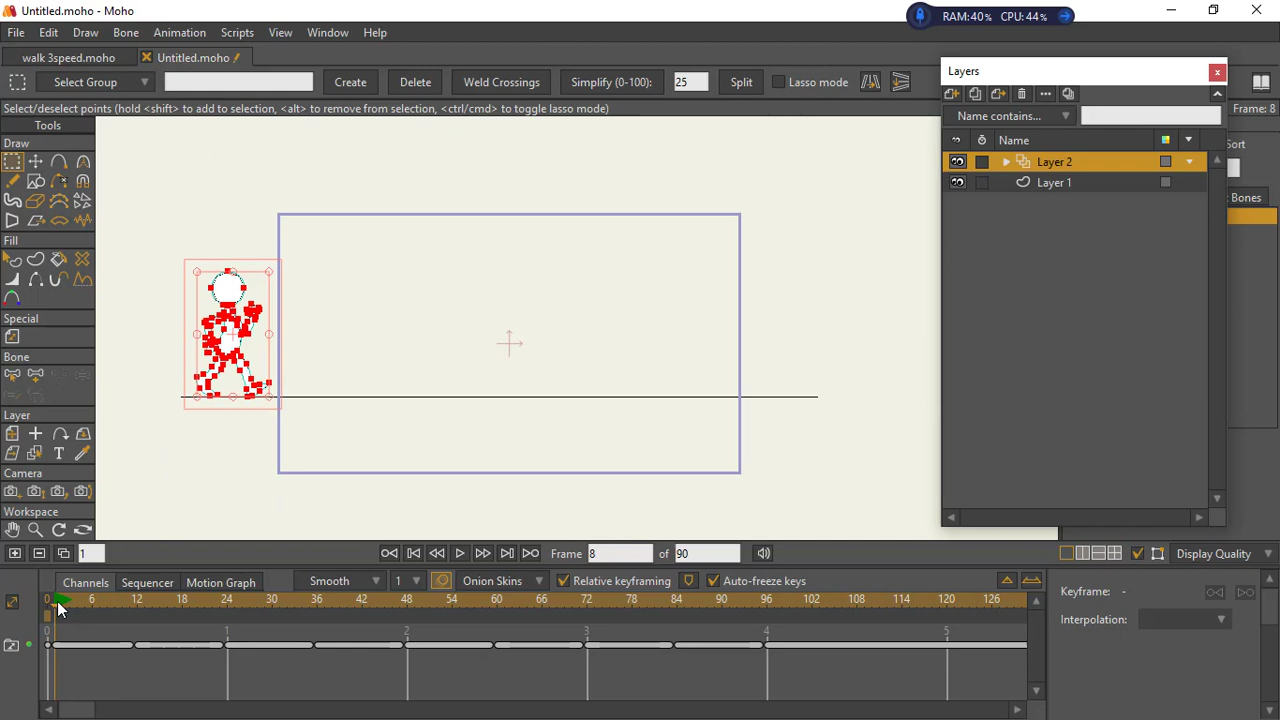 Untitled.moho - Moho
RAM:40% CPU:44%
File Edit Draw Bone Animation Scripts View Window Help
walk 3speed.moho Untitled.moho
Select Group Create Delete Weld Crossings Simplify (0-100): 25 Split Lasso mode
Select/deselect points (hold <shift> to add to selection, <alt> to remove from selection, <ctrl/cmd> to toggle lasso mode) Frame: 8
Tools
Draw
Fill
Special
Bone
Layer
Camera
Workspace
Layers
Name contains...
Name
Layer 2
Layer 1
Sort
Bones
1 Frame 8 of 90 Display Quality
Channels Sequencer Motion Graph Smooth 1 Onion Skins Relative keyframing Auto-freeze keys
Keyframe: -
Interpolation:
0 6 12 18 24 30 36 42 48 54 60 66 72 78 84 90 96 102 108 114 120 126
0 1 2 3 4 5